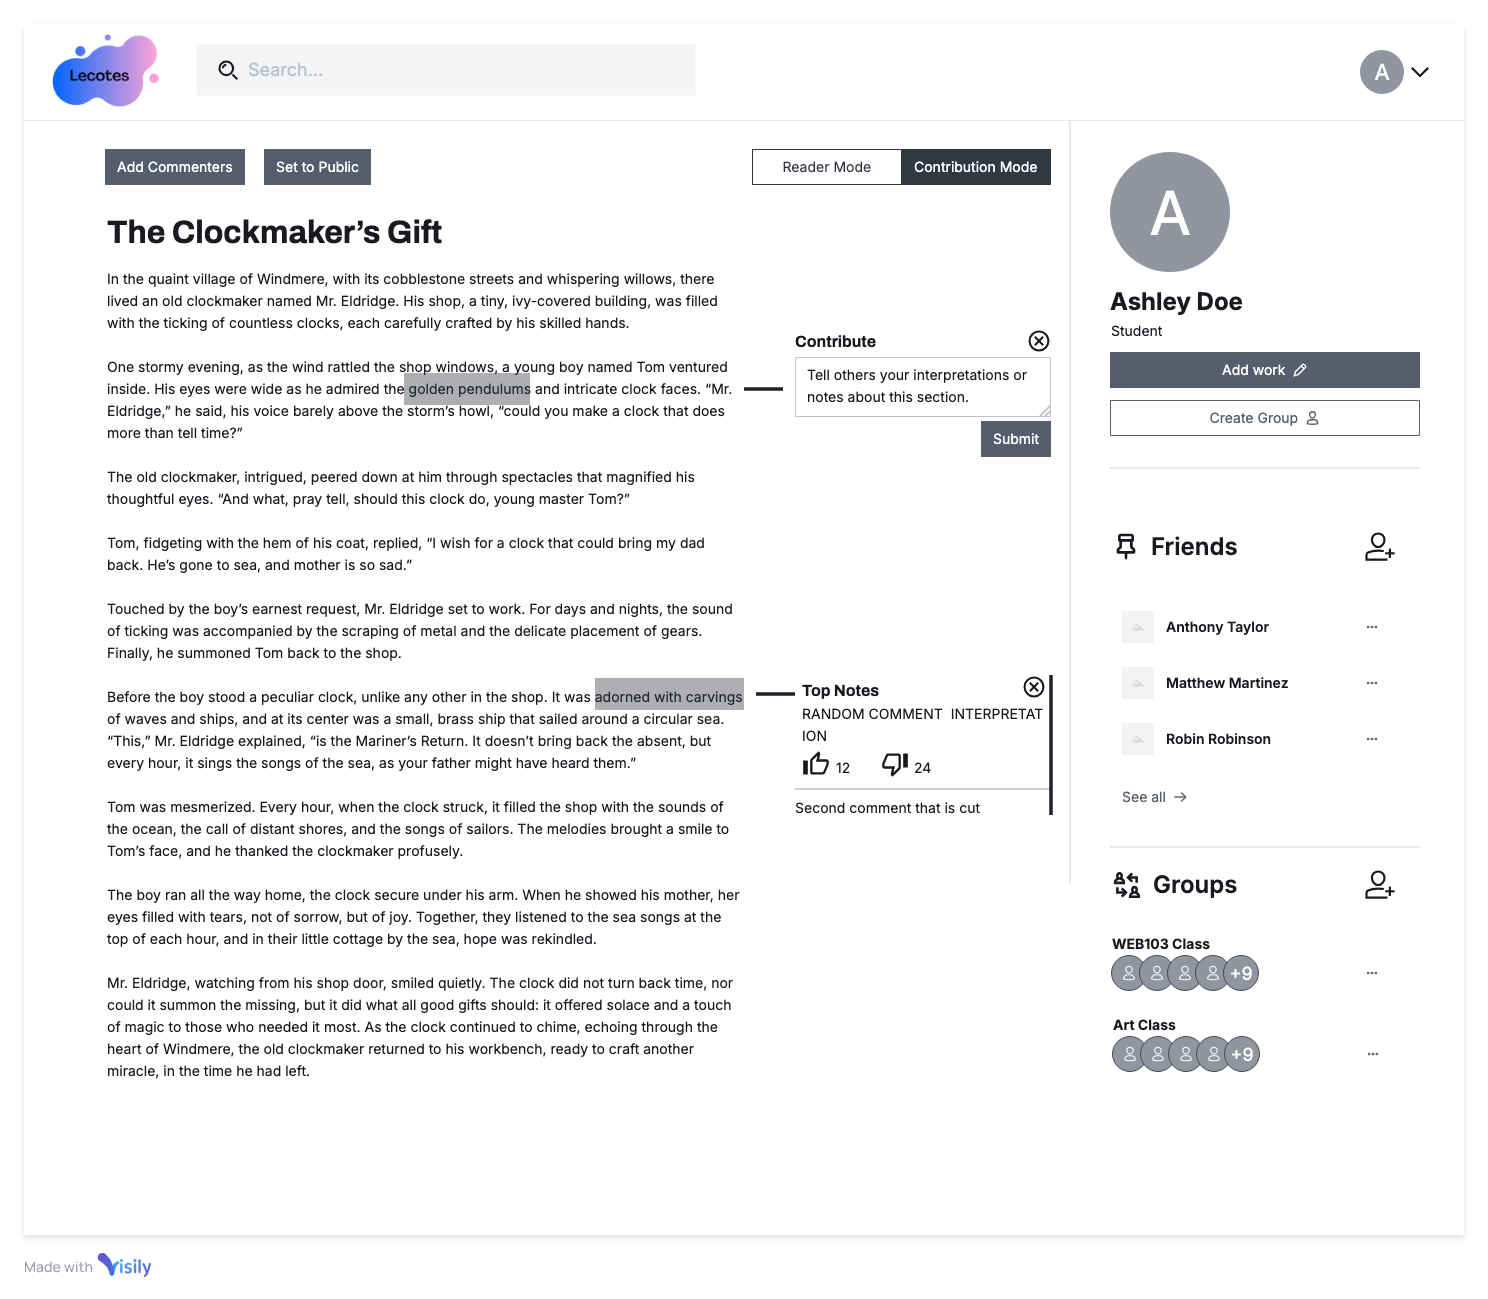 Lecotes
Search...
A
Add Commenters
Set to Public
Reader Mode
Contribution Mode
The Clockmaker’s Gift
In the quaint village of Windmere, with its cobblestone streets and whispering willows, there
lived an old clockmaker named Mr. Eldridge. His shop, a tiny, ivy-covered building, was filled
with the ticking of countless clocks, each carefully crafted by his skilled hands.
One stormy evening, as the wind rattled the shop windows, a young boy named Tom ventured
inside. His eyes were wide as he admired the golden pendulums and intricate clock faces. “Mr.
Eldridge,” he said, his voice barely above the storm’s howl, “could you make a clock that does
more than tell time?”
The old clockmaker, intrigued, peered down at him through spectacles that magnified his
thoughtful eyes. “And what, pray tell, should this clock do, young master Tom?”
Tom, fidgeting with the hem of his coat, replied, “I wish for a clock that could bring my dad
back. He’s gone to sea, and mother is so sad.”
Touched by the boy’s earnest request, Mr. Eldridge set to work. For days and nights, the sound
of ticking was accompanied by the scraping of metal and the delicate placement of gears.
Finally, he summoned Tom back to the shop.
Before the boy stood a peculiar clock, unlike any other in the shop. It was adorned with carvings
of waves and ships, and at its center was a small, brass ship that sailed around a circular sea.
“This,” Mr. Eldridge explained, “is the Mariner’s Return. It doesn’t bring back the absent, but
every hour, it sings the songs of the sea, as your father might have heard them.”
Tom was mesmerized. Every hour, when the clock struck, it filled the shop with the sounds of
the ocean, the call of distant shores, and the songs of sailors. The melodies brought a smile to
Tom’s face, and he thanked the clockmaker profusely.
The boy ran all the way home, the clock secure under his arm. When he showed his mother, her
eyes filled with tears, not of sorrow, but of joy. Together, they listened to the sea songs at the
top of each hour, and in their little cottage by the sea, hope was rekindled.
Mr. Eldridge, watching from his shop door, smiled quietly. The clock did not turn back time, nor
could it summon the missing, but it did what all good gifts should: it offered solace and a touch
of magic to those who needed it most. As the clock continued to chime, echoing through the
heart of Windmere, the old clockmaker returned to his workbench, ready to craft another
miracle, in the time he had left.
Contribute
Tell others your interpretations or
notes about this section.
Submit
Top Notes
RANDOM COMMENT INTERPRETAT
ION
12
24
Second comment that is cut
A
Ashley Doe
Student
Add work
Create Group
Friends
Anthony Taylor
Matthew Martinez
Robin Robinson
See all
Groups
WEB103 Class
+9
Art Class
+9
Made with Visily